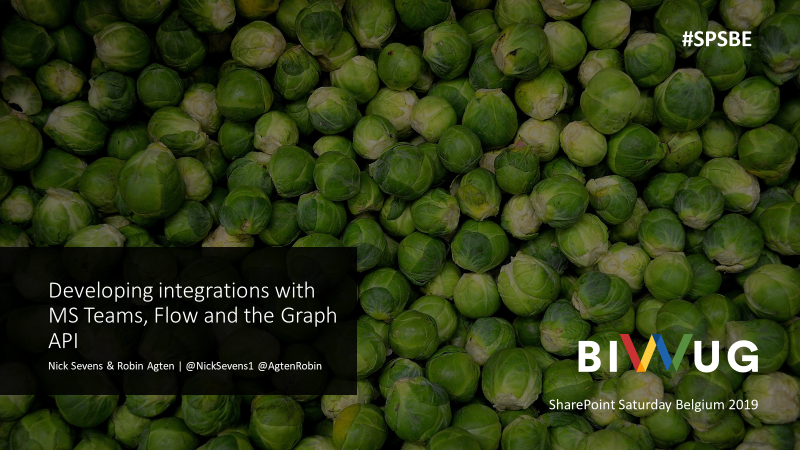 #SPSBE
Developing integrations with
MS Teams, Flow and the Graph
API
Nick Sevens & Robin Agten | @NickSevens1 @AgtenRobin
BIWUG
SharePoint Saturday Belgium 2019